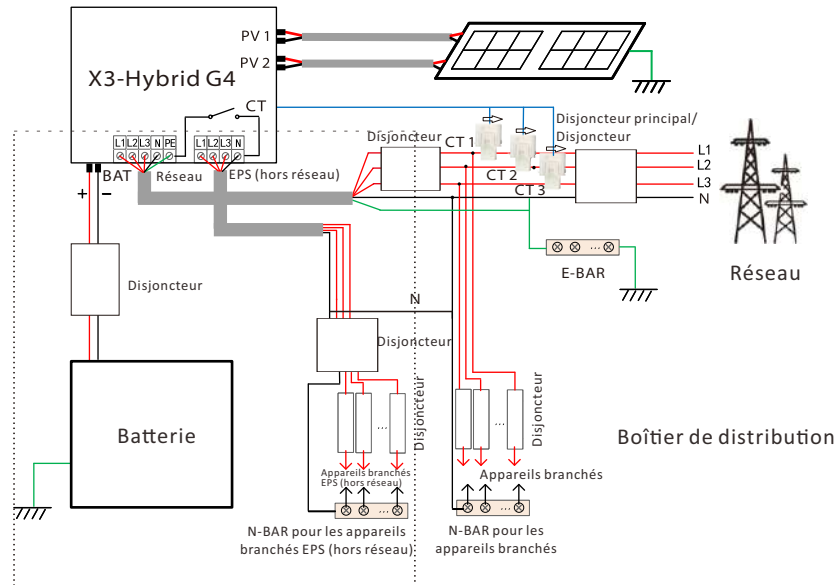 PV 1
PV 2
X3-Hybrid G4
CT
L1 L2 L3 N PE
L1 L2 L3 N
BAT
Réseau
EPS (hors réseau)
+
−
Disjoncteur
CT 1
CT 2
CT 3
Disjoncteur principal/
Disjoncteur
L1
L2
L3
N
E-BAR
...
Réseau
Disjoncteur
N
Disjoncteur
Disjoncteur
...
Disjoncteur
...
Batterie
Boîtier de distribution
Appareils branchés
EPS (hors réseau)
Appareils branchés
...
...
N-BAR pour les appareils
branchés EPS (hors réseau)
N-BAR pour les
appareils branchés